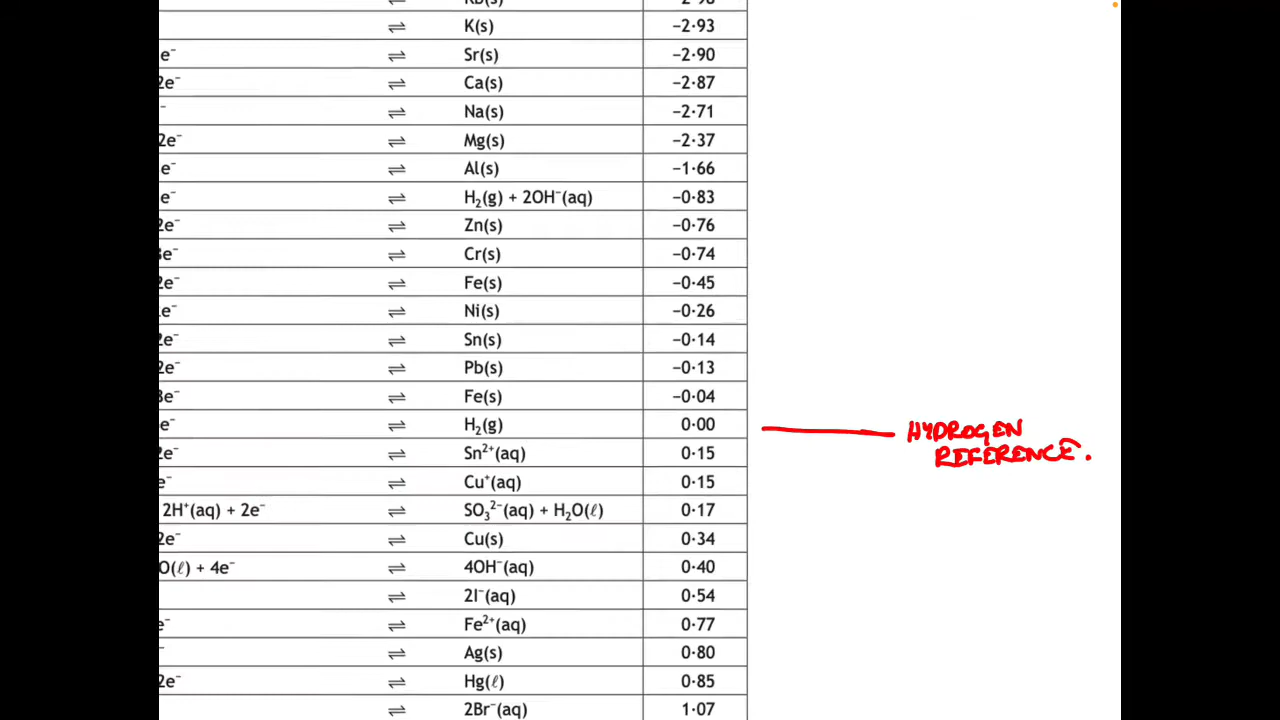 ⇌ Rb(s) −2·98
⇌ K(s) −2·93
e⁻ ⇌ Sr(s) −2·90
2e⁻ ⇌ Ca(s) −2·87
⁻ ⇌ Na(s) −2·71
2e⁻ ⇌ Mg(s) −2·37
e⁻ ⇌ Al(s) −1·66
e⁻ ⇌ H₂(g) + 2OH⁻(aq) −0·83
2e⁻ ⇌ Zn(s) −0·76
3e⁻ ⇌ Cr(s) −0·74
2e⁻ ⇌ Fe(s) −0·45
e⁻ ⇌ Ni(s) −0·26
2e⁻ ⇌ Sn(s) −0·14
2e⁻ ⇌ Pb(s) −0·13
3e⁻ ⇌ Fe(s) −0·04
e⁻ ⇌ H₂(g) 0·00 HYDROGEN
REFERENCE.
2e⁻ ⇌ Sn²⁺(aq) 0·15
e⁻ ⇌ Cu⁺(aq) 0·15
2H⁺(aq) + 2e⁻ ⇌ SO₃²⁻(aq) + H₂O(ℓ) 0·17
2e⁻ ⇌ Cu(s) 0·34
O(ℓ) + 4e⁻ ⇌ 4OH⁻(aq) 0·40
⇌ 2I⁻(aq) 0·54
e⁻ ⇌ Fe²⁺(aq) 0·77
⁻ ⇌ Ag(s) 0·80
2e⁻ ⇌ Hg(ℓ) 0·85
⇌ 2Br⁻(aq) 1·07